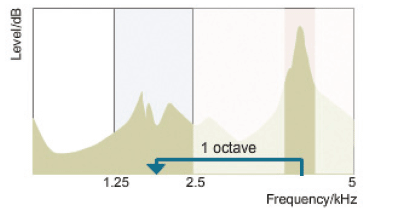 Level/dB
1 octave
1.25 2.5 5
Frequency/kHz